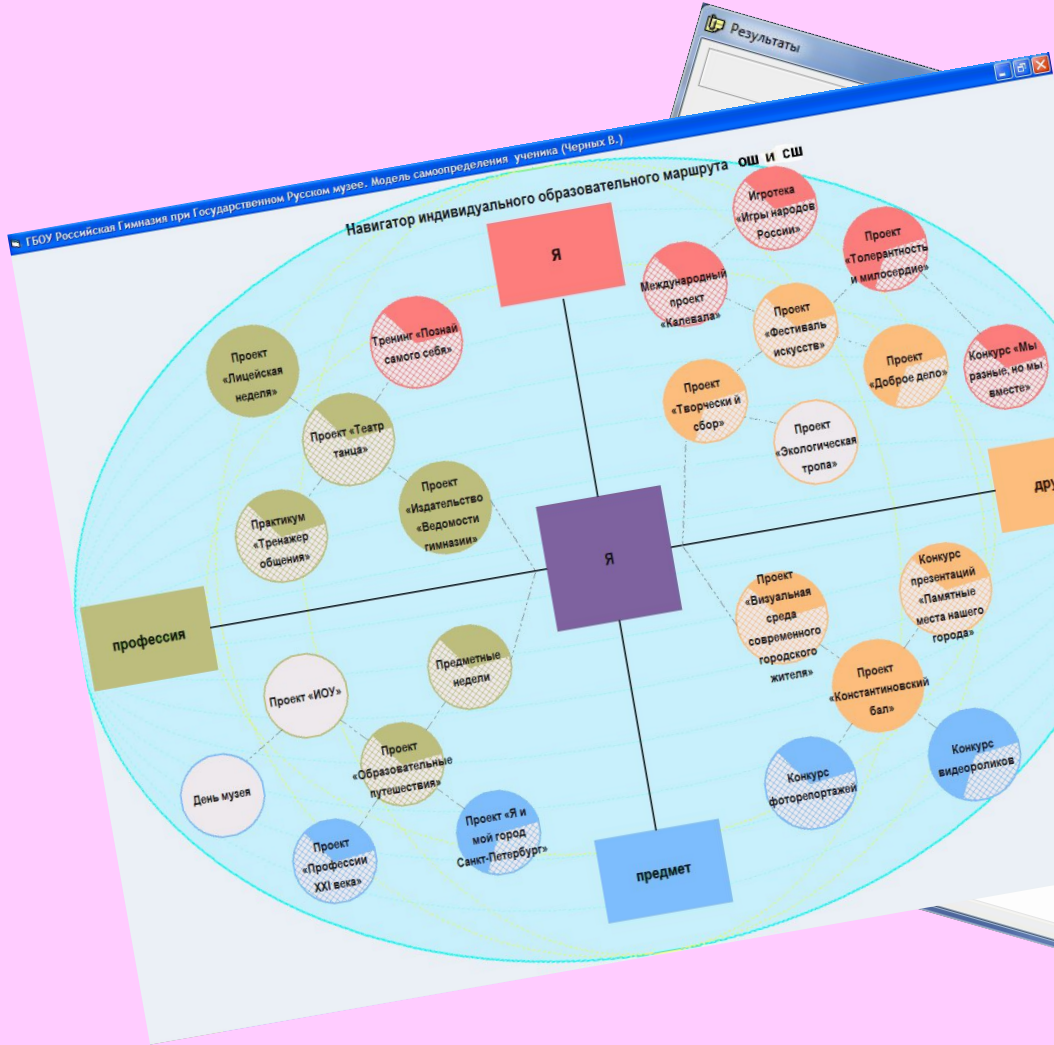 Результаты
ГБОУ Российская Гимназия при Государственном Русском музее. Модель самоопределения ученика (Черных В.)
Навигатор индивидуального образовательного маршрута ОШ и СШ
Я
Игротека
«Игры народов
России»
Проект
«Толерантность
и милосердие»
Международный
проект
«Калевала»
Проект
«Фестиваль
искусств»
Конкурс «Мы
разные, но мы
вместе»
Проект
«Доброе дело»
Проект
«Творчески й
сбор»
Проект
«Экологическая
тропа»
Тренинг «Познай
самого себя»
Проект
«Лицейская
неделя»
Проект «Театр
танца»
Проект
«Издательство
«Ведомости
гимназии»
Практикум
«Тренажер
общения»
Я
дру
профессия
Проект
«Визуальная
среда
современного
городского
жителя»
Конкурс
презентаций
«Памятные
места нашего
города»
Проект
«Константиновский
бал»
Конкурс
видеороликов
Конкурс
фоторепортажей
Предметные
недели
Проект «ИОУ»
Проект
«Образовательные
путешествия»
День музея
Проект
«Профессии
XXI века»
Проект «Я и
мой город
Санкт-Петербург»
предмет